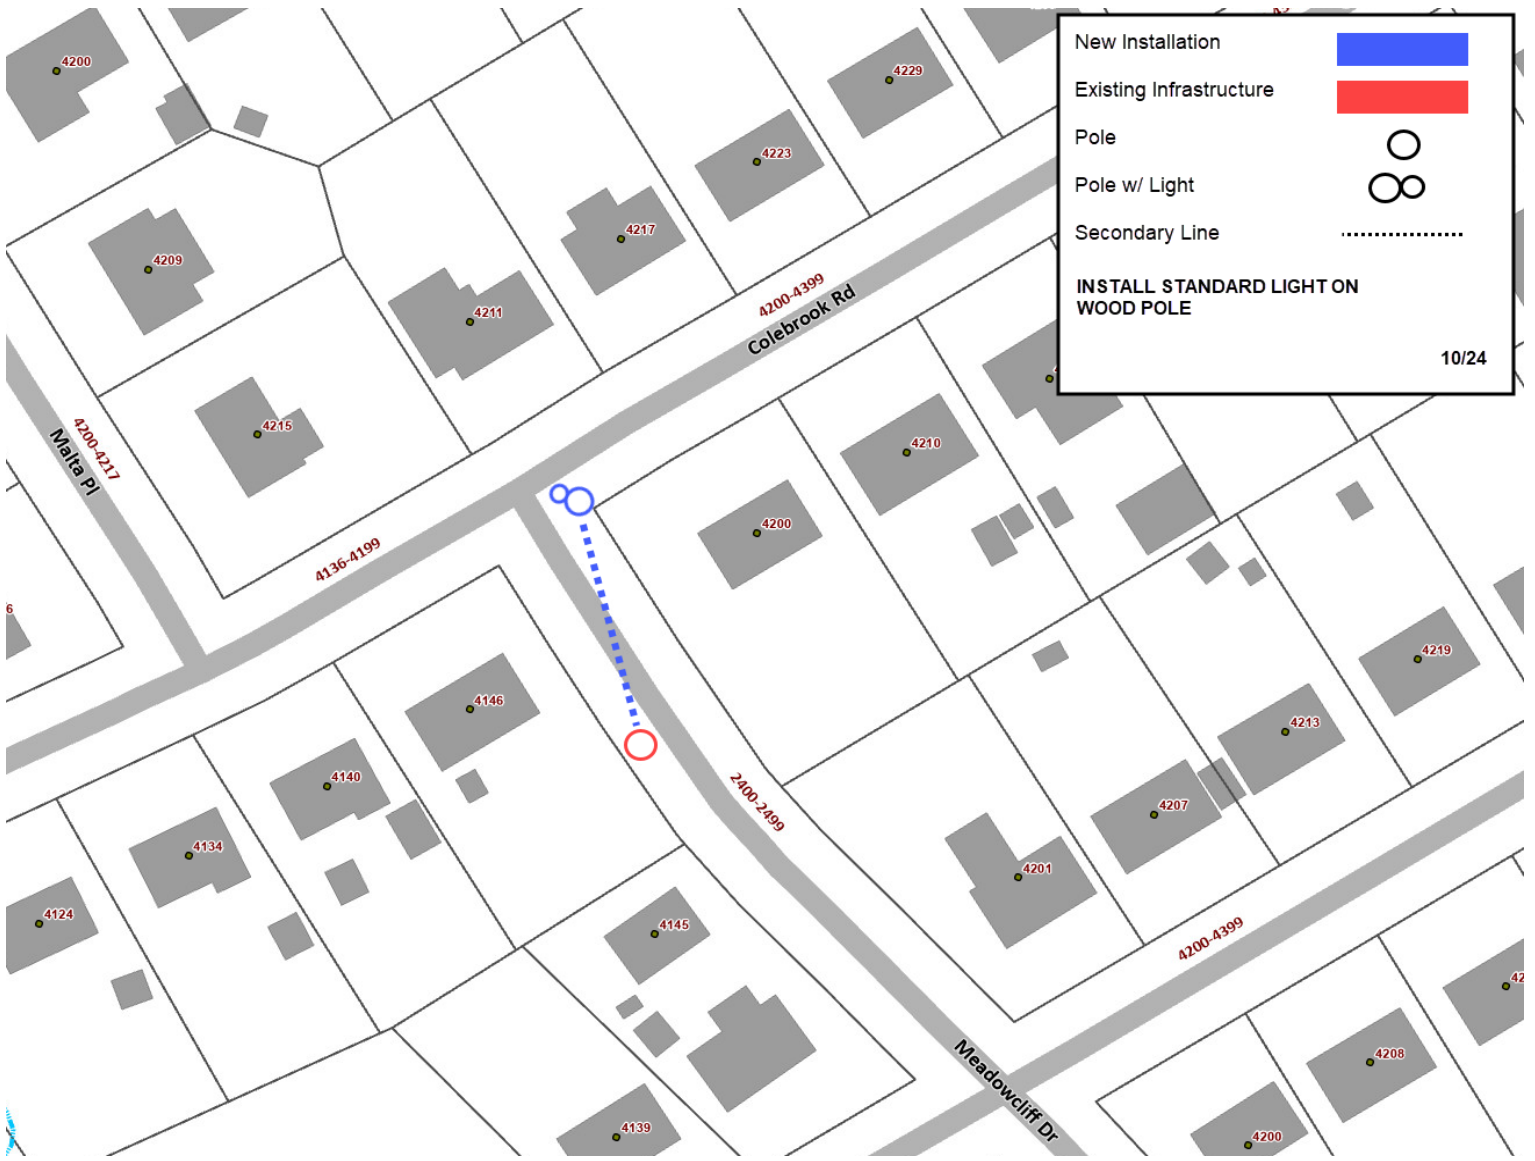 New Installation
Existing Infrastructure
Pole
Pole w/ Light
Secondary Line
INSTALL STANDARD LIGHT ON
WOOD POLE
10/24
4200
4229
4223
4217
4209
4211
4200-4399
Colebrook Rd
4215
4200-4217
Malta Pl
4210
4200
4136-4199
6
4146
4219
4213
4140
2400-2499
4207
4134
4201
4124
4145
4200-4399
42
4208
Meadowcliff Dr
4139
4200